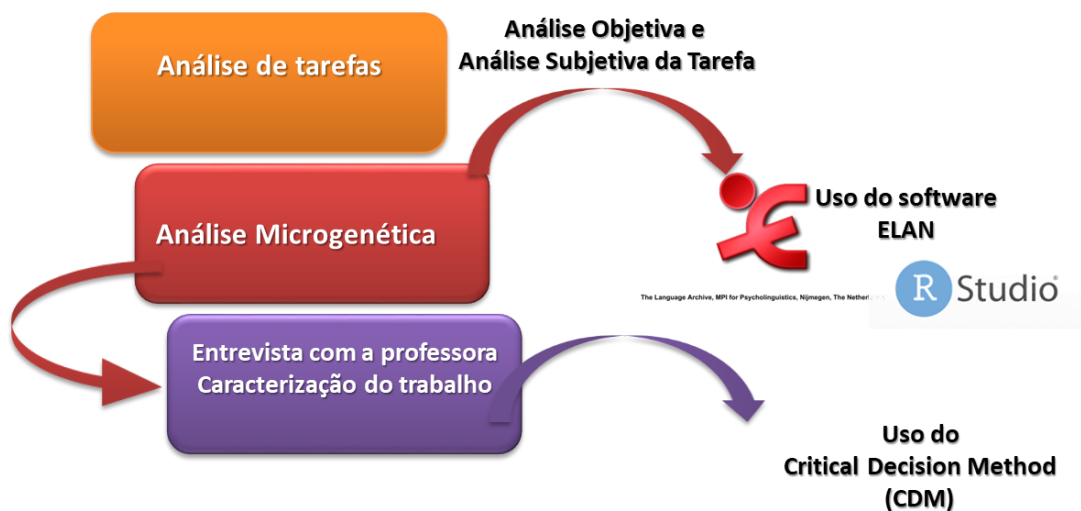 Análise de tarefas
Análise Objetiva e
Análise Subjetiva da Tarefa
Análise Microgenética
Uso do software
ELAN
The Language Archive, MPI for Psycholinguistics, Nijmegen, The
R Studio
Entrevista com a professora
Caracterização do trabalho
Uso do
Critical Decision Method
(CDM)